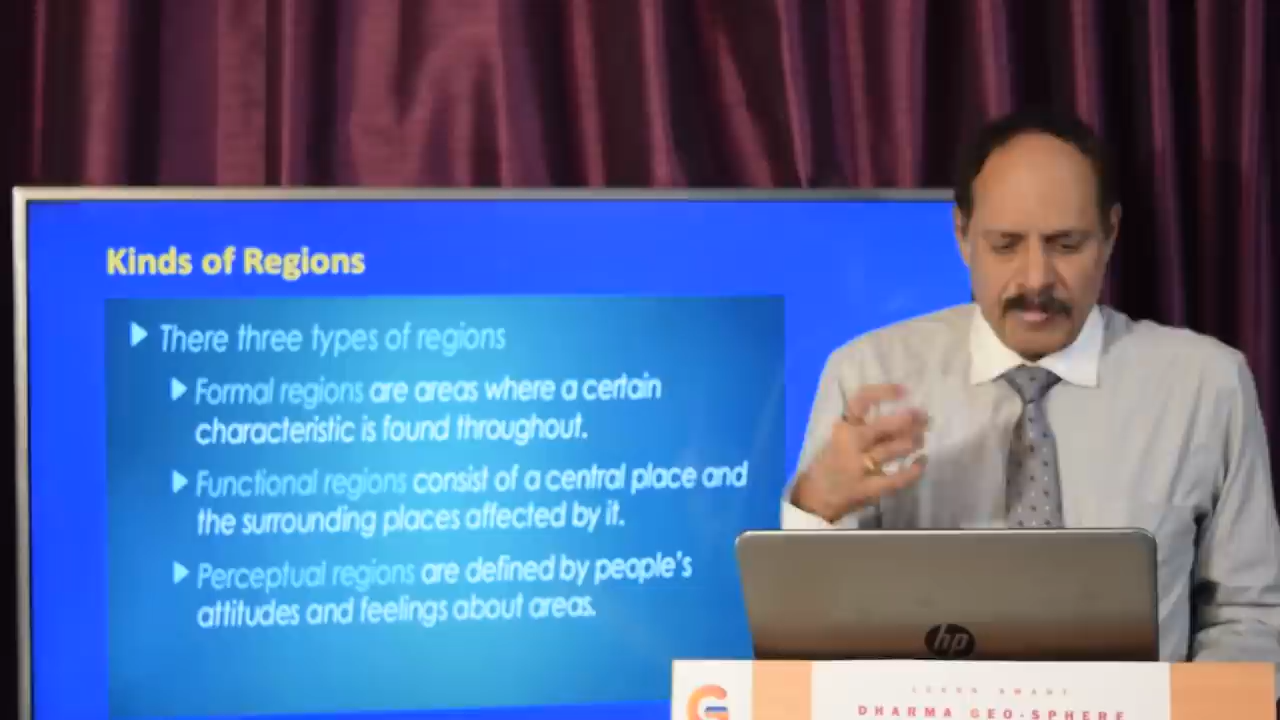 Kinds of Regions
There three types of regions
Formal regions are areas where a certain
characteristic is found throughout.
Functional regions consist of a central place and
the surrounding places affected by it.
Perceptual regions are defined by people's
attitudes and feelings about areas.
hp
G
LEARN SMART
DHARMA GEO-SPHERE